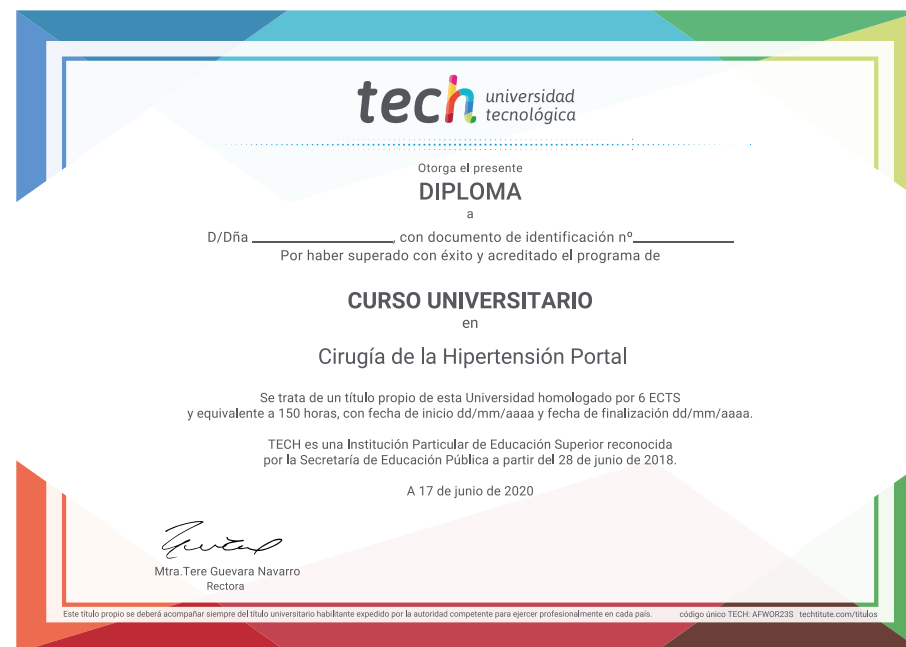 tech universidad
tecnológica
Otorga el presente
DIPLOMA
a
D/Dña ____________________, con documento de identificación nº______________
Por haber superado con éxito y acreditado el programa de
CURSO UNIVERSITARIO
en
Cirugía de la Hipertensión Portal
Se trata de un título propio de esta Universidad homologado por 6 ECTS
y equivalente a 150 horas, con fecha de inicio dd/mm/aaaa y fecha de finalización dd/mm/aaaa.
TECH es una Institución Particular de Educación Superior reconocida
por la Secretaría de Educación Pública a partir del 28 de junio de 2018.
A 17 de junio de 2020
Mtra.Tere Guevara Navarro
Rectora
Este título propio se deberá acompañar siempre del título universitario habilitante expedido por la autoridad competente para ejercer profesionalmente en cada país. código único TECH: AFWOR23S techtitute.com/titulos